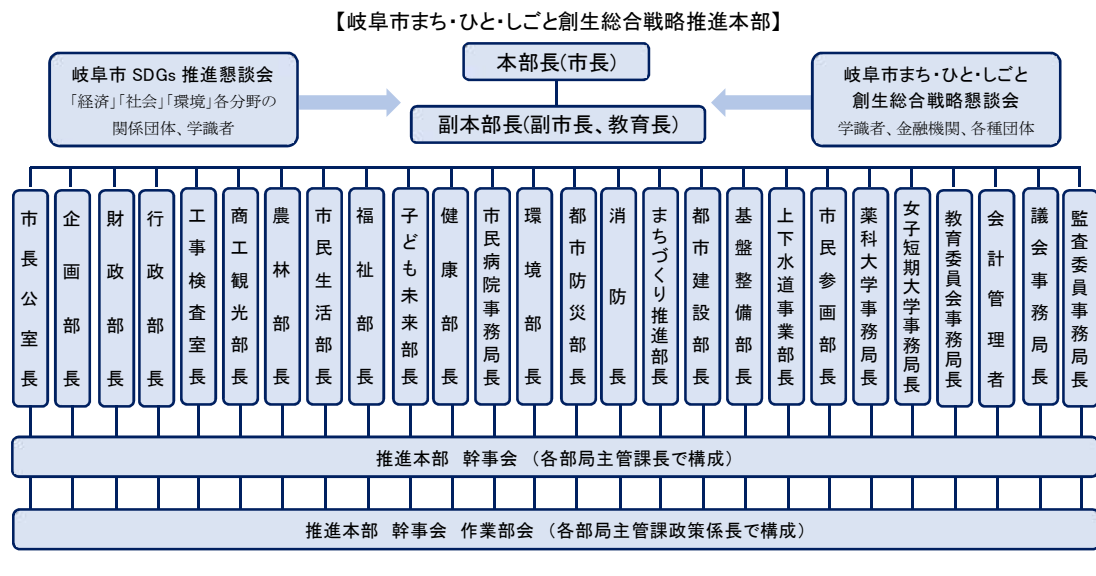 【岐阜市まち・ひと・しごと創生総合戦略推進本部】
本部長(市長)
岐阜市 SDGs 推進懇談会
「経済」「社会」「環境」各分野の
関係団体、学識者
岐阜市まち・ひと・しごと
創生総合戦略懇談会
学識者、金融機関、各種団体
副本部長(副市長、教育長)
市長公室長
企画部長
財政部長
行政部長
工事検査室長
商工観光部長
農林部長
市民生活部長
福祉部長
子ども未来部長
健康部長
市民病院事務局長
環境部長
都市防災部長
消防長
まちづくり推進部長
都市建設部長
基盤整備部長
上下水道事業部長
市民参画部長
薬科大学事務局長
女子短期大学事務局長
教育委員会事務局長
会計管理者
議会事務局長
監査委員事務局長
推進本部 幹事会 (各部局主管課長で構成)
推進本部 幹事会 作業部会 (各部局主管課政策係長で構成)